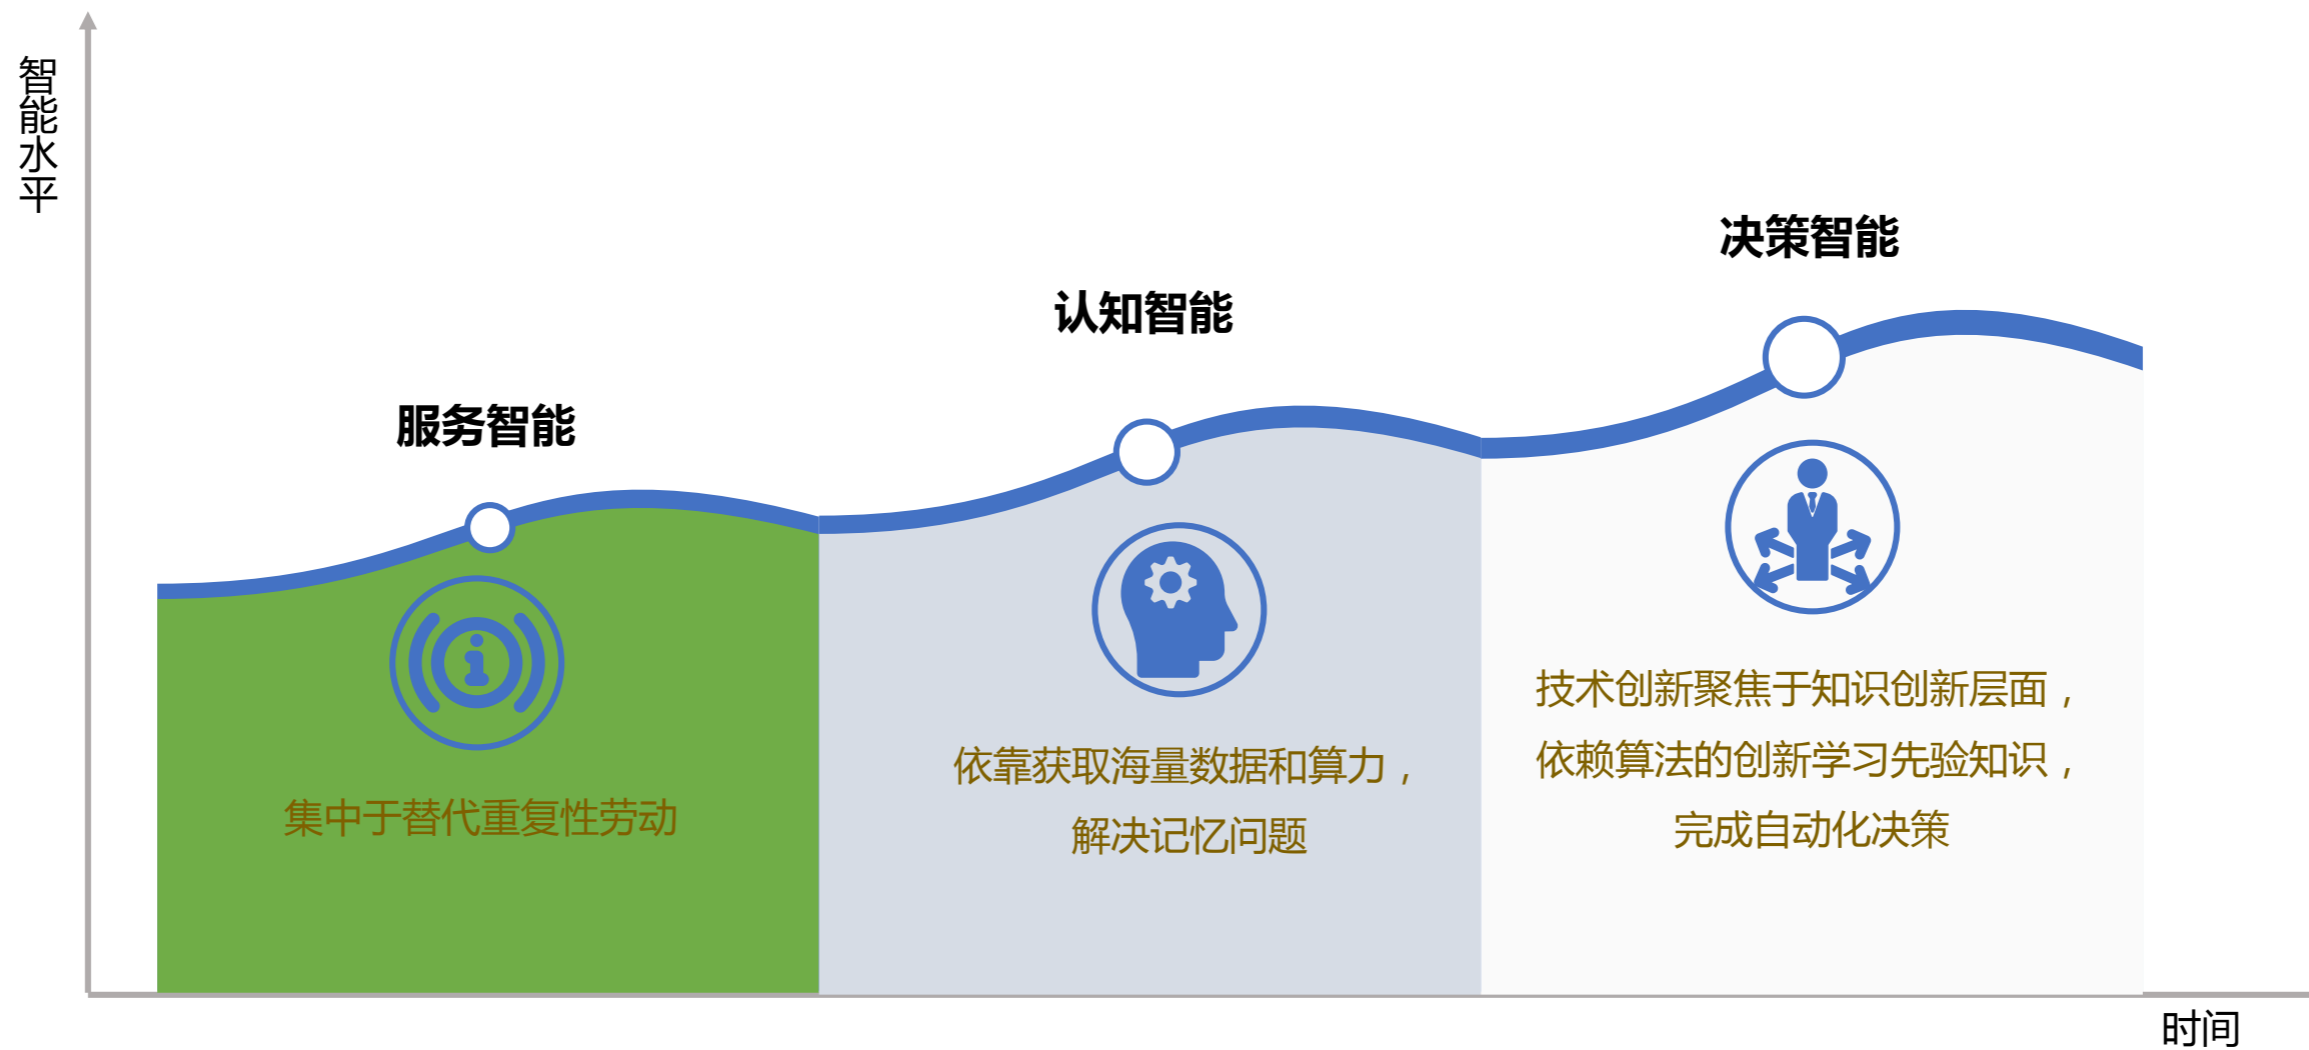 智能水平
决策智能
认知智能
服务智能
技术创新聚焦于知识创新层面，
依赖算法的创新学习先验知识，
完成自动化决策
依靠获取海量数据和算力，
解决记忆问题
集中于替代重复性劳动
时间